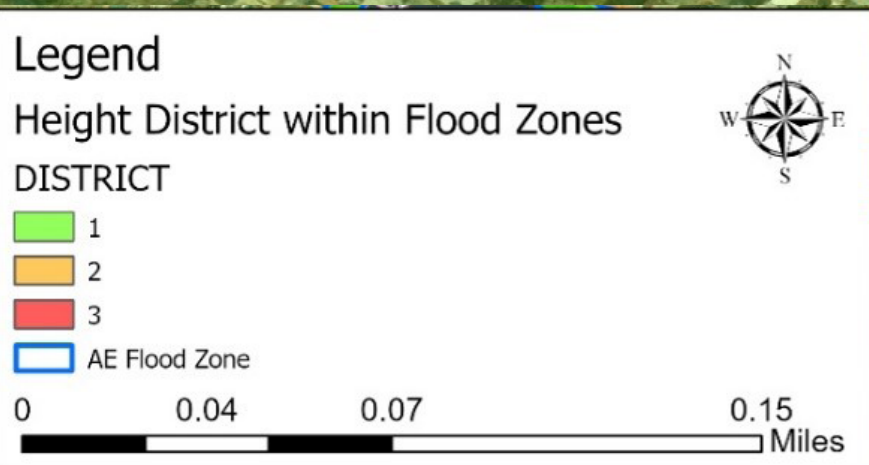 Legend
N
Height District within Flood Zones
W E
S
DISTRICT
1
2
3
AE Flood Zone
0 0.04 0.07 0.15
Miles